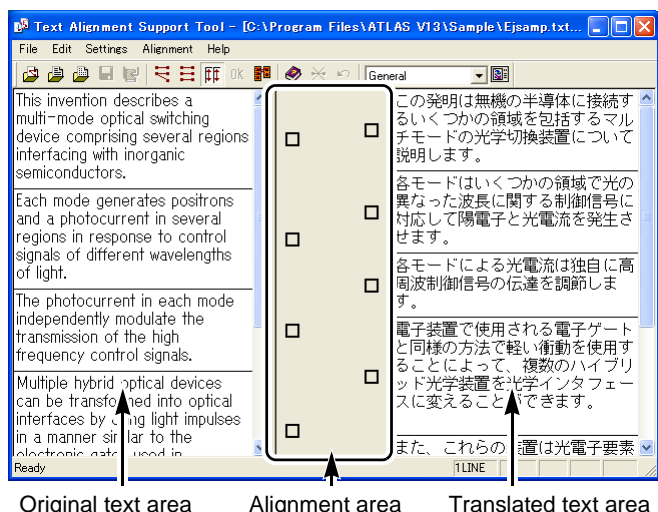 Text Alignment Support Tool - [C:\Program Files\ATLAS V13\Sample\Ejsamp.txt...
File Edit Settings Alignment Help
OK General
This invention describes a
multi-mode optical switching
device comprising several regions
interfacing with inorganic
semiconductors.
Each mode generates positrons
and a photocurrent in several
regions in response to control
signals of different wavelengths
of light.
The photocurrent in each mode
independently modulate the
transmission of the high
frequency control signals.
Multiple hybrid optical devices
can be transformed into optical
interfaces by using light impulses
in a manner similar to the
electronic gates used in
この発明は無機の半導体に接続す
るいくつかの領域を包括するマル
チモードの光学切換装置について
説明します。
各モードはいくつかの領域で光の
異なった波長に関する制御信号に
対応して陽電子と光電流を発生さ
せます。
各モードによる光電流は独自に高
周波制御信号の伝達を調節しま
す。
電子装置で使用される電子ゲート
と同様の方法で軽い衝動を使用す
ることによって、複数のハイブリ
ッド光学装置を光学インタフェー
スに変えることができます。
また、これらの装置は光電子要素
Ready 1LINE
Original text area Alignment area Translated text area